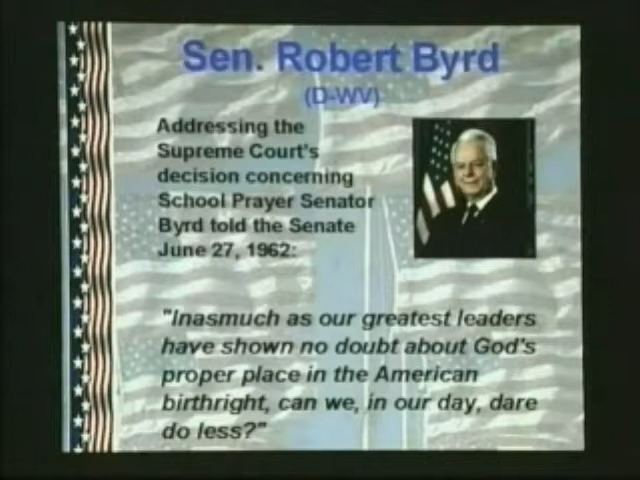 Sen. Robert Byrd
(D-WV)
Addressing the
Supreme Court's
decision concerning
School Prayer Senator
Byrd told the Senate
June 27, 1962:
"Inasmuch as our greatest leaders
have shown no doubt about God's
proper place in the American
birthright, can we, in our day, dare
do less?"